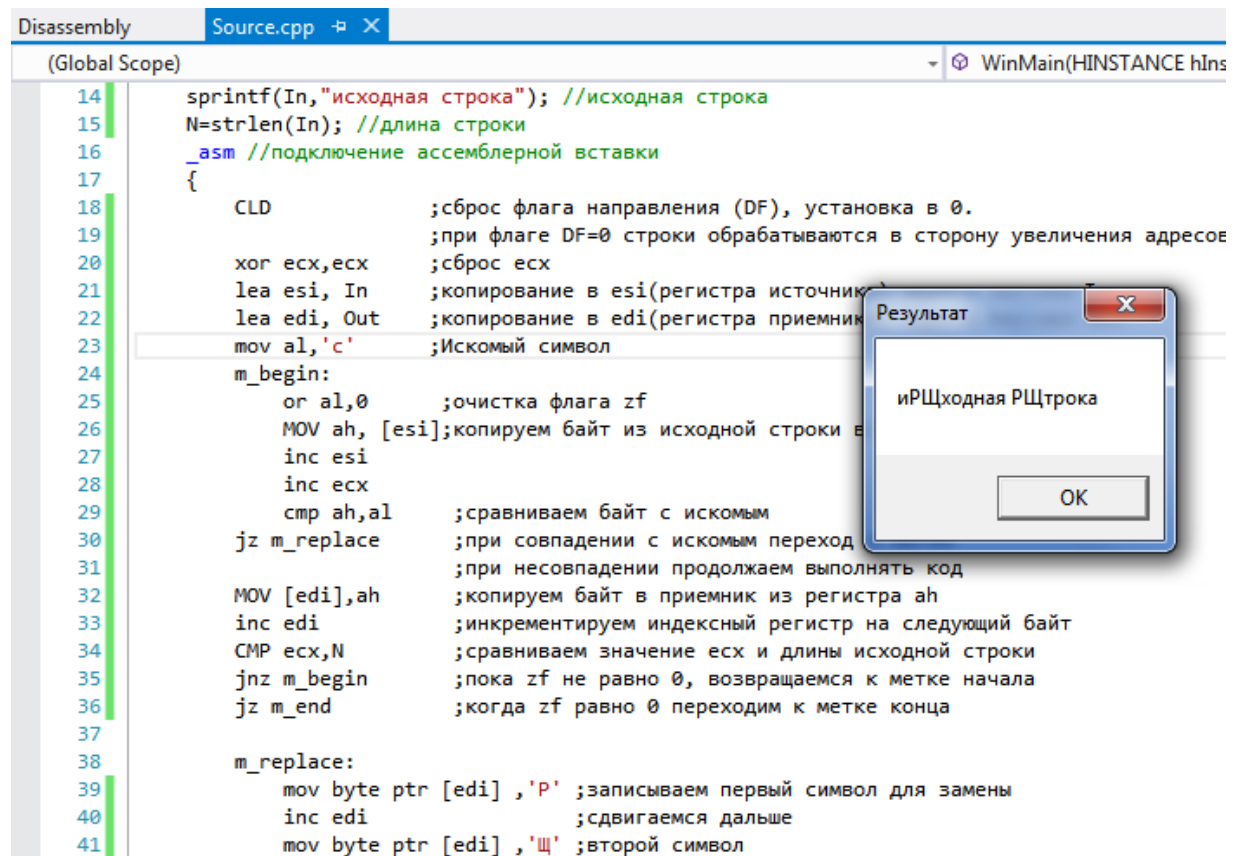 Disassembly Source.cpp
(Global Scope) WinMain(HINSTANCE hIns
14 sprintf(In,"исходная строка"); //исходная строка
15 N=strlen(In); //длина строки
16 _asm //подключение ассемблерной вставки
17 {
18 CLD ;сброс флага направления (DF), установка в 0.
19 ;при флаге DF=0 строки обрабатываются в сторону увеличения адресов
20 xor ecx,ecx ;сброс ecx
21 lea esi, In ;копирование в esi(регистра источник
22 lea edi, Out ;копирование в edi(регистра приемник
23 mov al,'с' ;Искомый символ
24 m_begin:
25 or al,0 ;очистка флага zf
26 MOV ah, [esi];копируем байт из исходной строки в
27 inc esi
28 inc ecx
29 cmp ah,al ;сравниваем байт с искомым
30 jz m_replace ;при совпадении с искомым переход
31 ;при несовпадении продолжаем выполнять код
32 MOV [edi],ah ;копируем байт в приемник из регистра ah
33 inc edi ;инкрементируем индексный регистр на следующий байт
34 CMP ecx,N ;сравниваем значение ecx и длины исходной строки
35 jnz m_begin ;пока zf не равно 0, возвращаемся к метке начала
36 jz m_end ;когда zf равно 0 переходим к метке конца
37
38 m_replace:
39 mov byte ptr [edi] ,'Р' ;записываем первый символ для замены
40 inc edi ;сдвигаемся дальше
41 mov byte ptr [edi] ,'Щ' ;второй символ
Результат
иРЩходная РЩтрока
OK